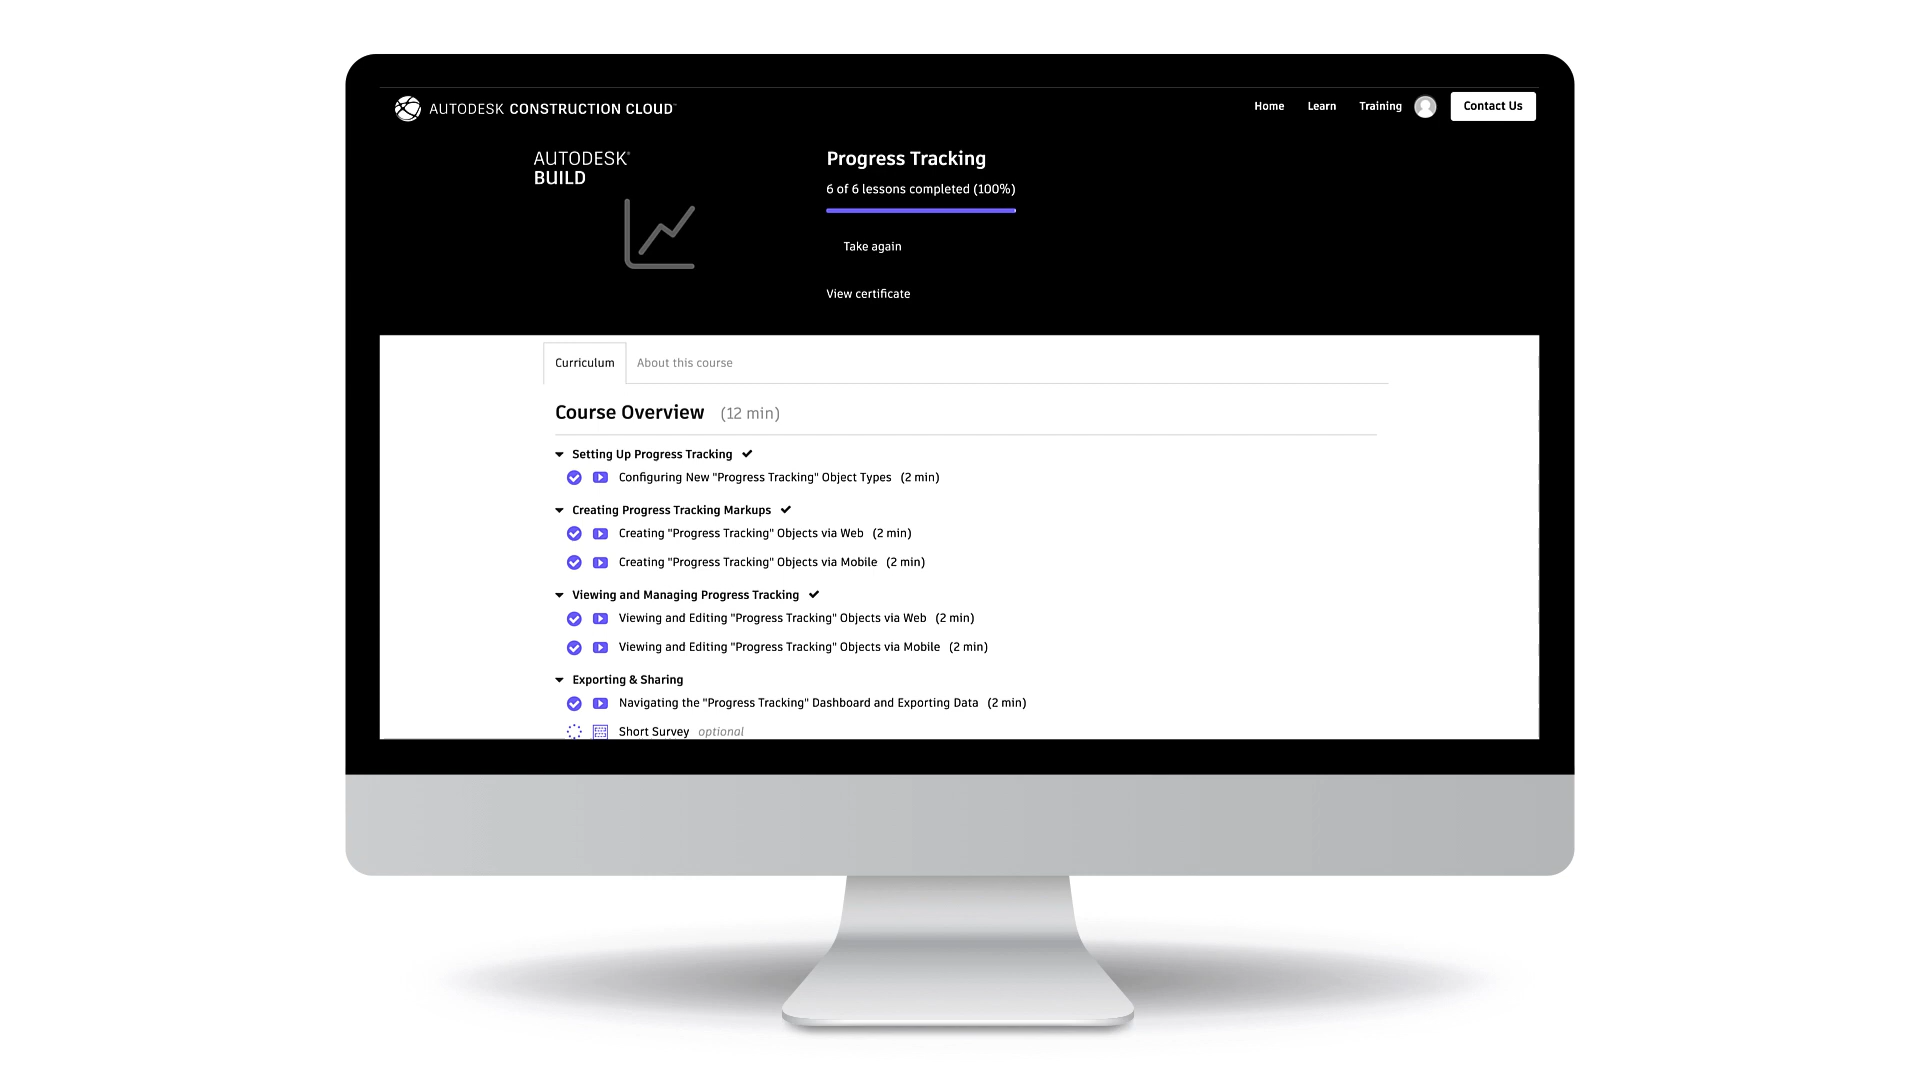 AUTODESK CONSTRUCTION CLOUD™
Home Learn Training Contact Us
AUTODESK®
BUILD
Progress Tracking
6 of 6 lessons completed (100%)
Take again
View certificate
Curriculum About this course
Course Overview (12 min)
Setting Up Progress Tracking
Configuring New "Progress Tracking" Object Types (2 min)
Creating Progress Tracking Markups
Creating "Progress Tracking" Objects via Web (2 min)
Creating "Progress Tracking" Objects via Mobile (2 min)
Viewing and Managing Progress Tracking
Viewing and Editing "Progress Tracking" Objects via Web (2 min)
Viewing and Editing "Progress Tracking" Objects via Mobile (2 min)
Exporting & Sharing
Navigating the "Progress Tracking" Dashboard and Exporting Data (2 min)
Short Survey optional